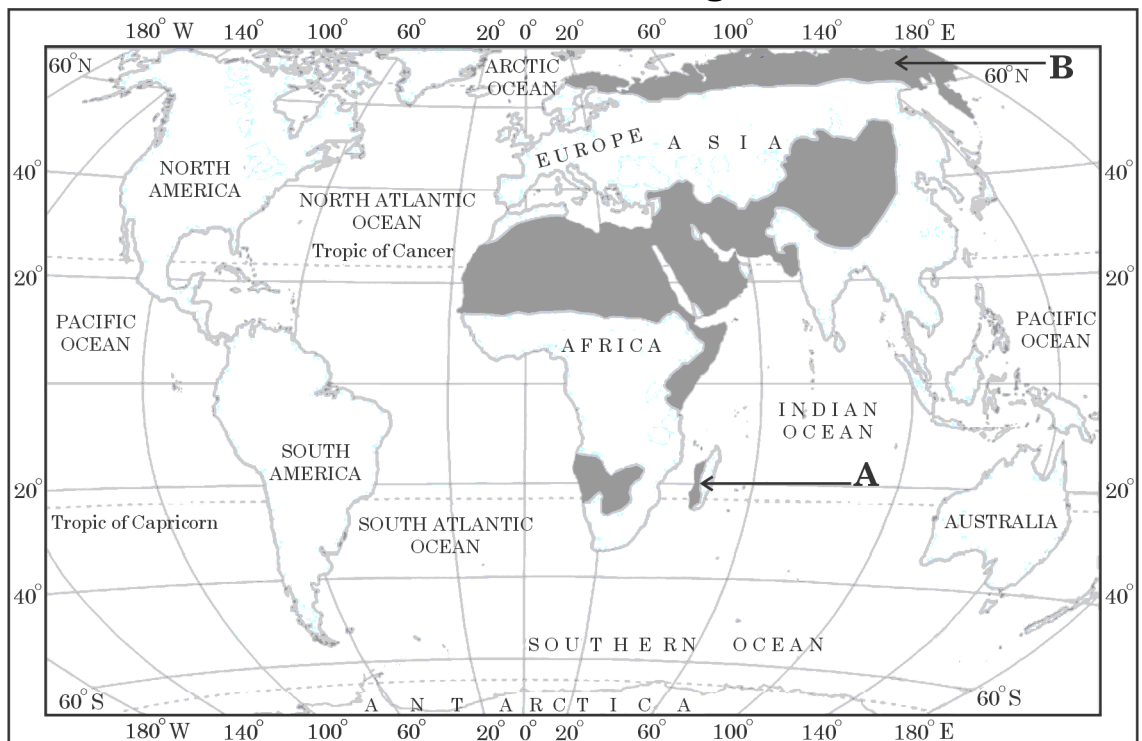 180° W 140° 100° 60° 20° 0° 20° 60° 100° 140° 180° E
60°N
ARCTIC
OCEAN
60°N
B
EUROPE
ASIA
40°
NORTH
AMERICA
40°
NORTH ATLANTIC
OCEAN
Tropic of Cancer
20°
20°
PACIFIC
OCEAN
AFRICA
PACIFIC
OCEAN
INDIAN
OCEAN
SOUTH
AMERICA
A
20°
20°
Tropic of Capricorn
SOUTH ATLANTIC
OCEAN
AUSTRALIA
40°
40°
SOUTHERN OCEAN
60°S
ANTARCTICA
60°S
180° W 140° 100° 60° 20° 0° 20° 60° 100° 140° 180° E